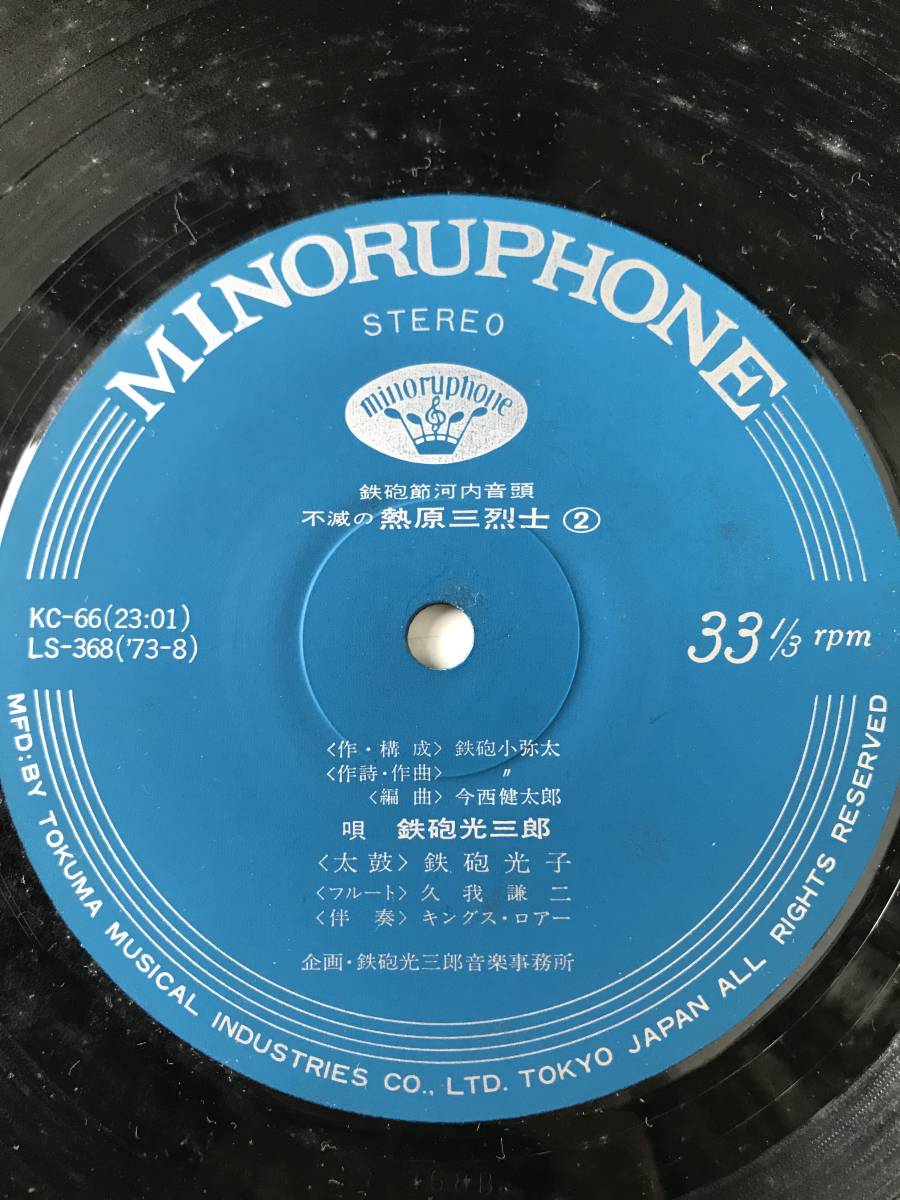 MINORUPHONE
STEREO
minoruphone
鉄砲節河内音頭
不滅の 熱原三烈士 ②
KC-66(23:01)
LS-368('73-8)
33 1/3 rpm
〈作・構成〉 鉄砲小弥太
〈作詩・作曲〉 〃
〈編曲〉 今西健太郎
唄 鉄砲光三郎
〈太鼓〉 鉄砲光子
〈フルート〉 久我謙二
〈伴奏〉 キングス・ロアー
企画・鉄砲光三郎音楽事務所
MFD:BY TOKUMA MUSICAL INDUSTRIES CO., LTD. TOKYO JAPAN ALL RIGHTS RESERVED